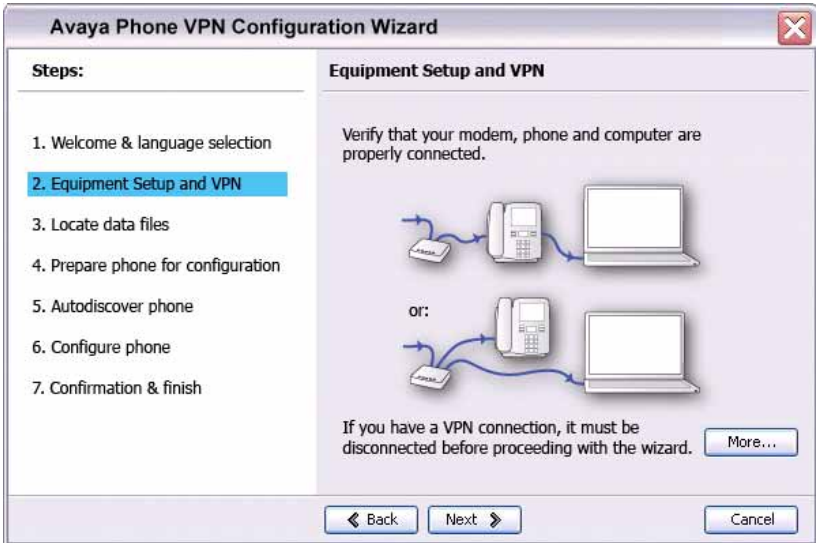 Avaya Phone VPN Configuration Wizard
Steps:
1. Welcome & language selection
2. Equipment Setup and VPN
3. Locate data files
4. Prepare phone for configuration
5. Autodiscover phone
6. Configure phone
7. Confirmation & finish
Equipment Setup and VPN
Verify that your modem, phone and computer are
properly connected.
or:
If you have a VPN connection, it must be
disconnected before proceeding with the wizard.
More...
Back
Next
Cancel